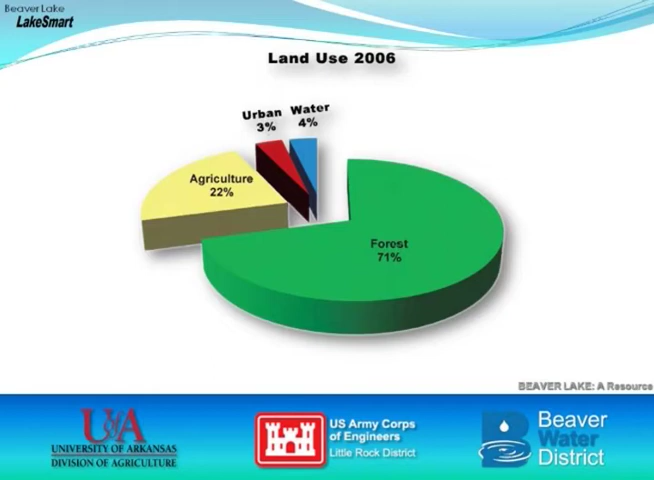 Beaver Lake
LakeSmart
Land Use 2006
Urban
3%
Water
4%
Agriculture
22%
Forest
71%
BEAVER LAKE: A Resource
UofA
UNIVERSITY OF ARKANSAS
DIVISION OF AGRICULTURE
US Army Corps
of Engineers
Little Rock District
Beaver
Water
District